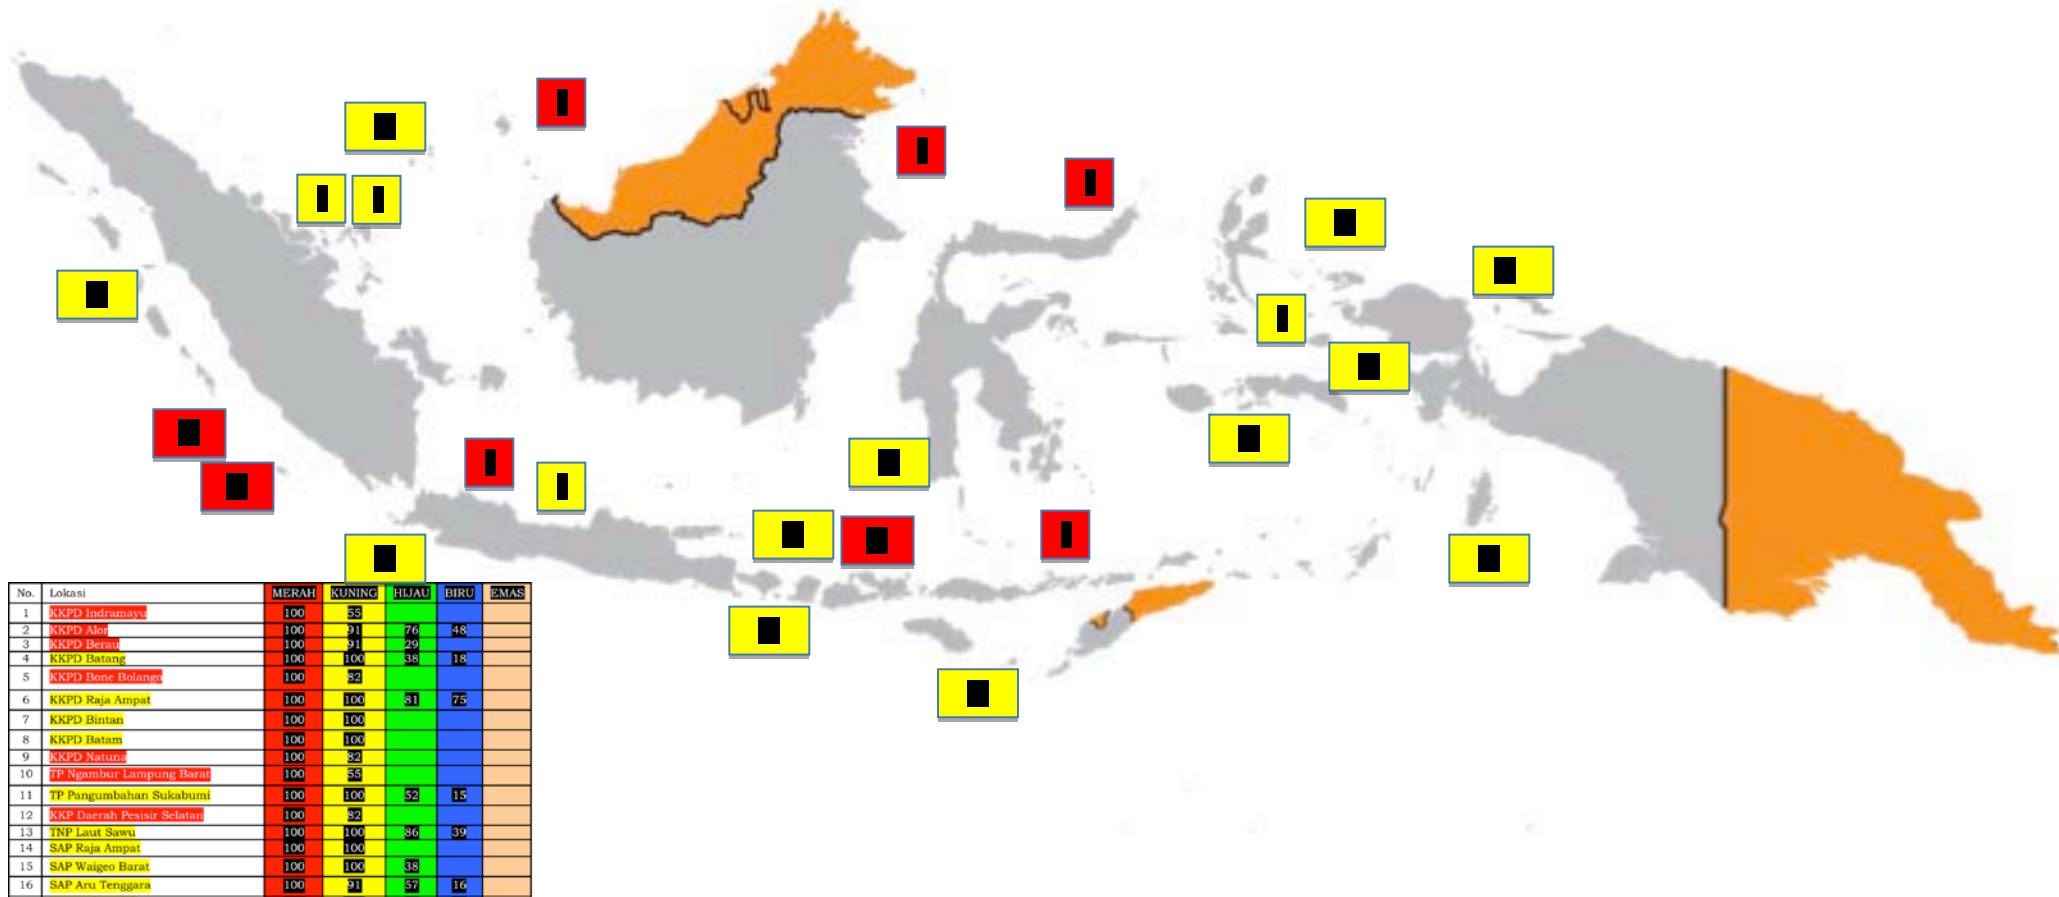 No. Lokasi MERAH KUNING HIJAU BIRU EMAS
1 KKPD Indramayu 100 55
2 KKPD Alor 100 91 76 48
3 KKPD Berau 100 91 29
4 KKPD Batang 100 100 38 18
5 KKPD Bone Bolango 100 82
6 KKPD Raja Ampat 100 100 81 75
7 KKPD Bintan 100 100
8 KKPD Batam 100 100
9 KKPD Natuna 100 82
10 TP Ngambur Lampung Barat 100 55
11 TP Pangumbahan Sukabumi 100 100 52 15
12 KKP Daerah Pesisir Selatan 100 82
13 TNP Laut Sawu 100 100 86 39
14 SAP Raja Ampat 100 100
15 SAP Waigeo Barat 100 100 38
16 SAP Aru Tenggara 100 91 57 16